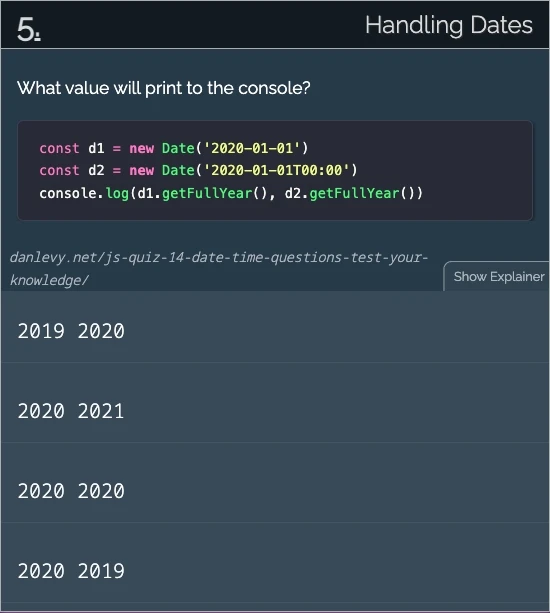 5.
Handling Dates
What value will print to the console?
const d1 = new Date('2020-01-01')
const d2 = new Date('2020-01-01T00:00')
console.log(d1.getFullYear(), d2.getFullYear())
danlevy.net/js-quiz-14-date-time-questions-test-your-
knowledge/
Show Explainer
2019 2020
2020 2021
2020 2020
2020 2019